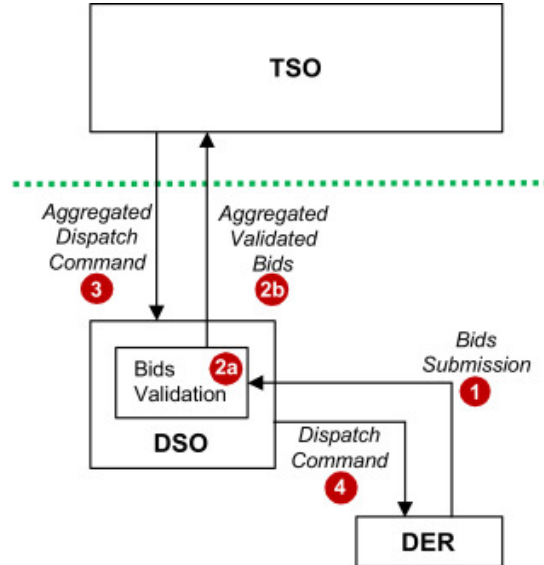 TSO
Aggregated
Dispatch
Command
3
Aggregated
Validated
Bids
2b
Bids
Submission
1
Bids
Validation
2a
DSO
Dispatch
Command
4
DER